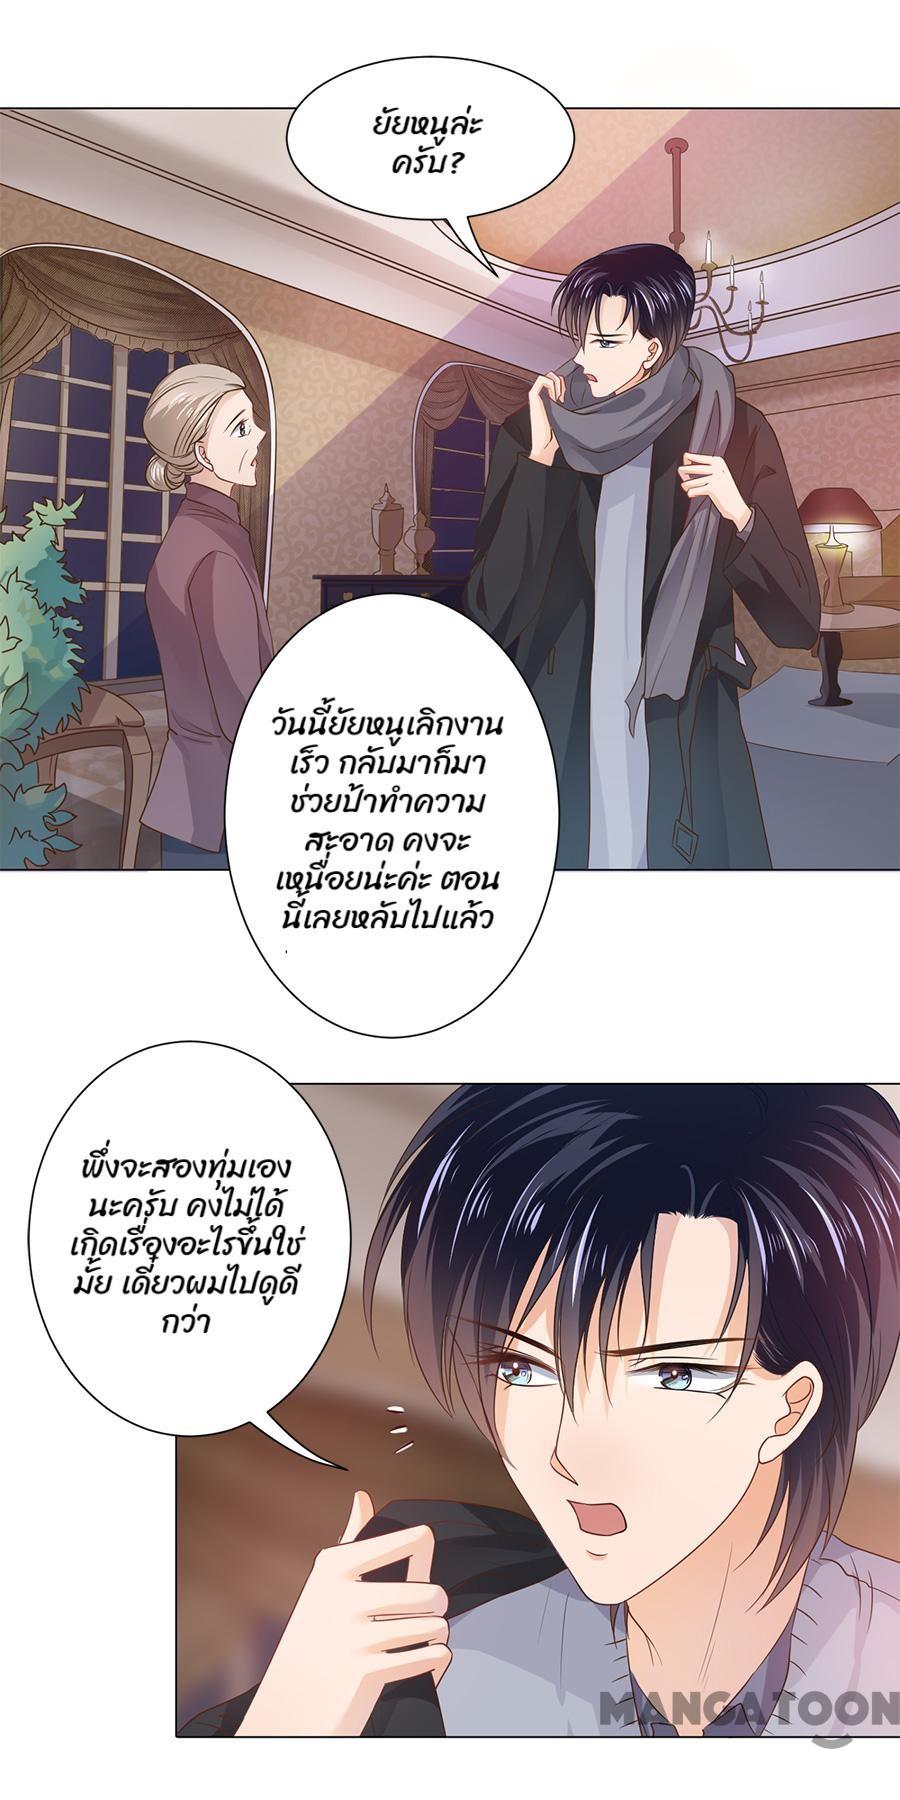 ยัยหนูล่ะ
ครับ?
วันนี้ยัยหนูเลิกงาน
เร็ว กลับมาก็มา
ช่วยป้าทำความ
สะอาด คงจะ
เหนื่อยน่ะค่ะ ตอน
นี้เลยหลับไปแล้ว
พึ่งจะสองทุ่มเอง
นะครับ คงไม่ได้
เกิดเรื่องอะไรขึ้นใช่
มั้ย เดี๋ยวผมไปดูดี
กว่า
MANGATOON